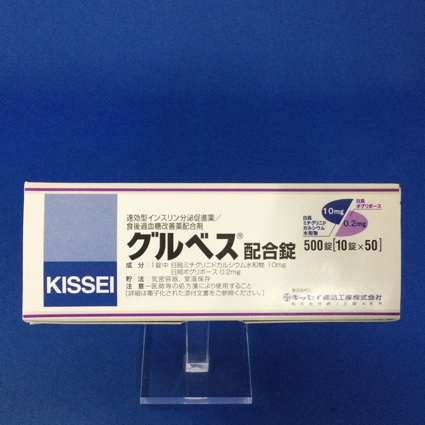 速効型インスリン分泌促進薬/
食後過血糖改善薬配合剤
グルベス® 配合錠
成 分:1錠中 日局ミチグリニドカルシウム水和物 10mg
日局ボグリボース 0.2mg
貯 法:気密容器、室温保存
注 意-医師等の処方箋により使用すること
[詳細は電子化された添付文書をご参照ください。]
KISSEI
日局
ミチグリニド
カルシウム
水和物
10mg
日局
ボグリボース
0.2mg
500錠[10錠×50]
キッセイ薬品工業株式会社